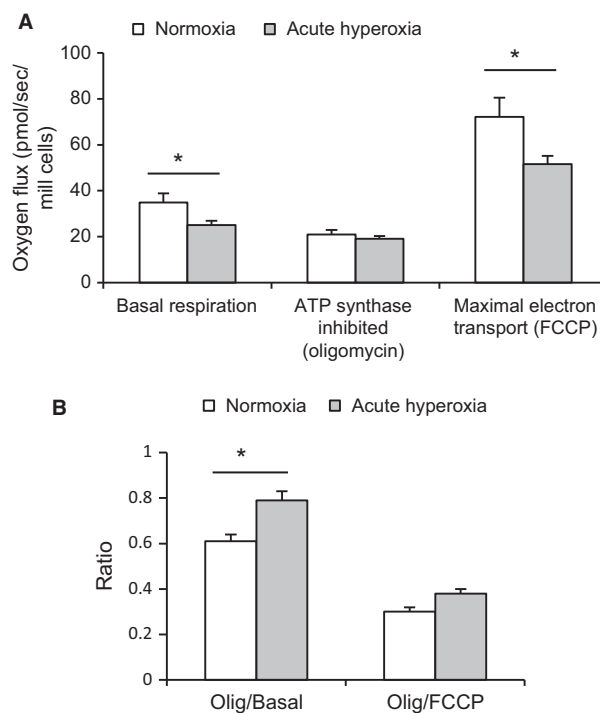 A
Normoxia Acute hyperoxia
Oxygen flux (pmol/sec/
mill cells)
100
80
60
40
20
0
*
*
Basal respiration
ATP synthase
inhibited
(oligomycin)
Maximal electron
transport (FCCP)
B
Normoxia Acute hyperoxia
Ratio
1
0.8
0.6
0.4
0.2
0
*
Olig/Basal
Olig/FCCP